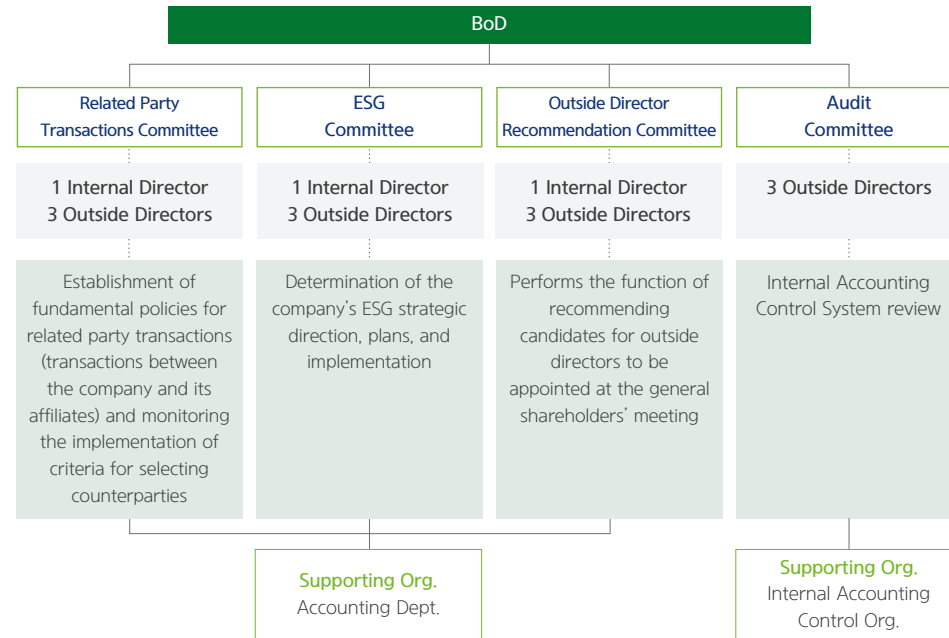 BoD
Related Party
Transactions Committee
1 Internal Director
3 Outside Directors
Establishment of
fundamental policies for
related party transactions
(transactions between
the company and its
affiliates) and monitoring
the implementation of
criteria for selecting
counterparties
ESG
Committee
1 Internal Director
3 Outside Directors
Determination of the
company's ESG strategic
direction, plans, and
implementation
Outside Director
Recommendation Committee
1 Internal Director
3 Outside Directors
Performs the function of
recommending
candidates for outside
directors to be
appointed at the general
shareholders' meeting
Audit
Committee
3 Outside Directors
Internal Accounting
Control System review
Supporting Org.
Accounting Dept.
Supporting Org.
Internal Accounting
Control Org.